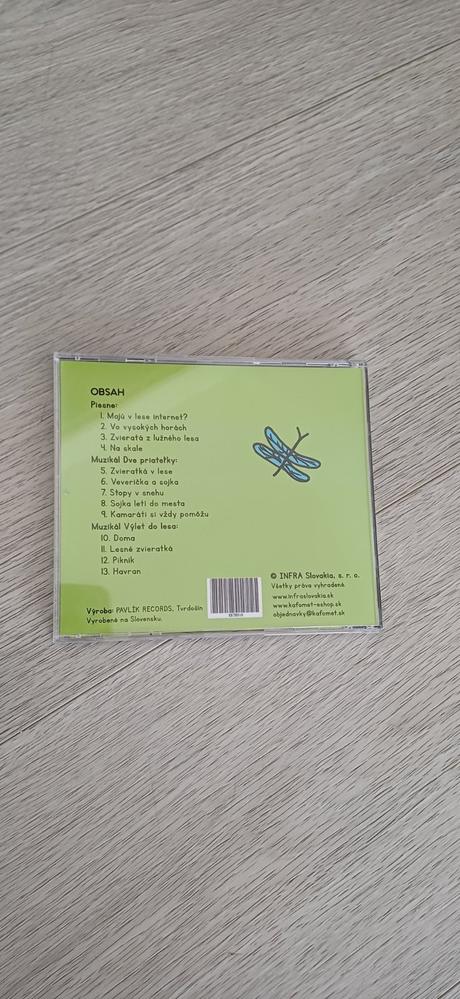 OBSAH
Piesne:
1. Majú v lese internet?
2. Vo vysokých horách
3. Zvieratá z lužného lesa
4. Na skale
Muzikál Dve priateľky:
5. Zvieratká v lese
6. Veverička a sojka
7. Stopy v snehu
8. Sojka letí do mesta
9. Kamaráti si vždy pomôžu
Muzikál Výlet do lesa:
10. Doma
11. Lesné zvieratká
12. Piknik
13. Havran
Výroba: PAVLÍK RECORDS, Tvrdošín
Vyrobené na Slovensku.
© INFRA Slovakia, s. r. o.
Všetky práva vyhradené.
www.infraslovakia.sk
www.kafomet-eshop.sk
objednavky@kafomet.sk